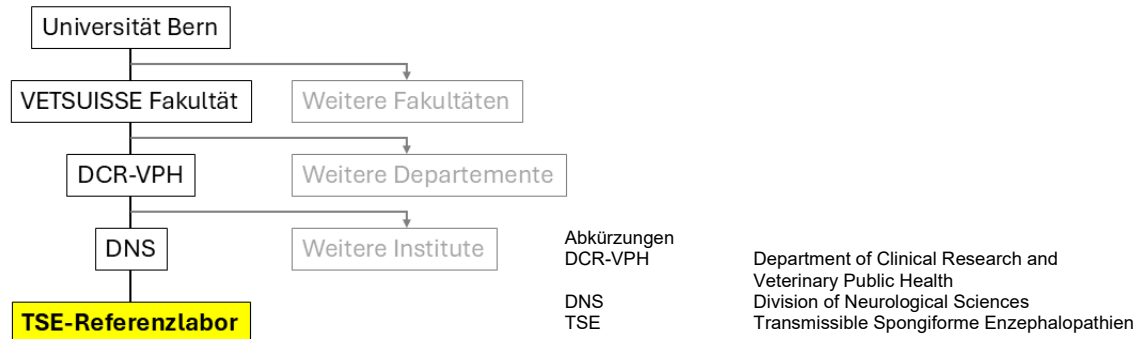 Universität Bern
VETSUISSE Fakultät
Weitere Fakultäten
DCR-VPH
Weitere Departemente
DNS
Weitere Institute
TSE-Referenzlabor
Abkürzungen
DCR-VPH Department of Clinical Research and
Veterinary Public Health
DNS Division of Neurological Sciences
TSE Transmissible Spongiforme Enzephalopathien